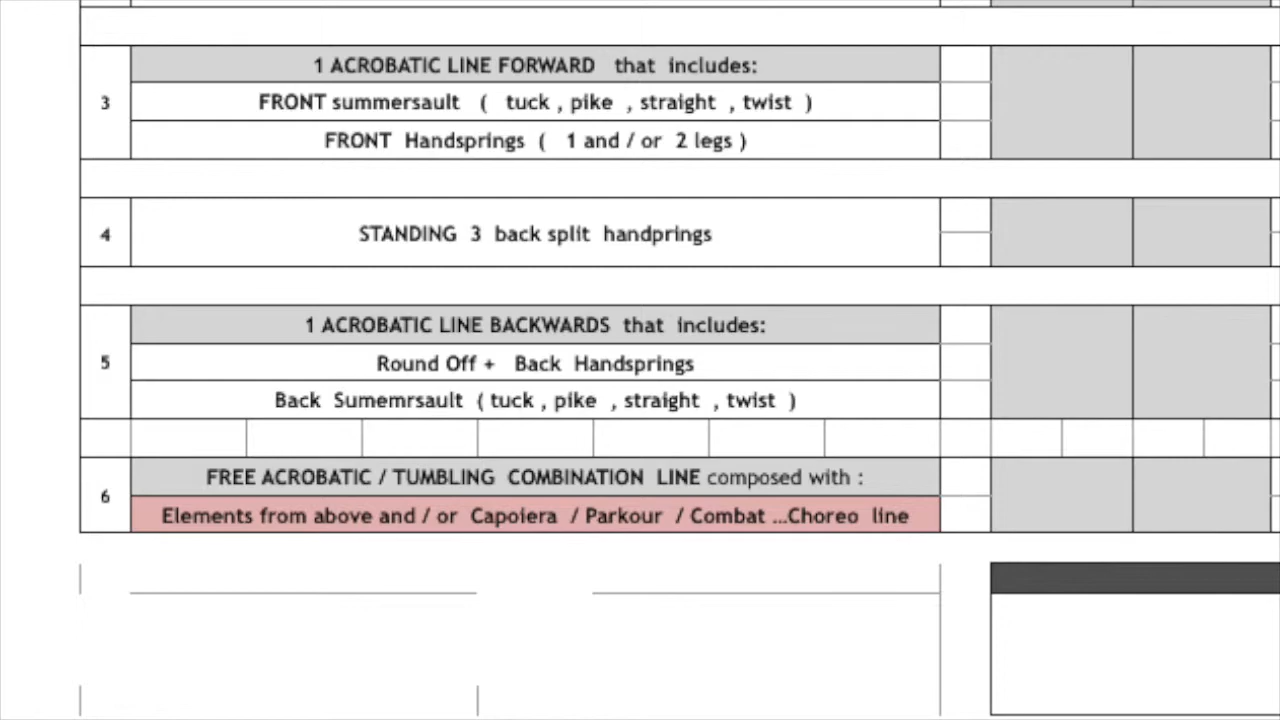 1 ACROBATIC LINE FORWARD that includes:
3
FRONT summersault ( tuck , pike , straight , twist )
FRONT Handsprings ( 1 and / or 2 legs )
4
STANDING 3 back split handprings
1 ACROBATIC LINE BACKWARDS that includes:
5
Round Off + Back Handsprings
Back Sumemrsault ( tuck , pike , straight , twist )
FREE ACROBATIC / TUMBLING COMBINATION LINE composed with :
6
Elements from above and / or Capoiera / Parkour / Combat ...Choreo line